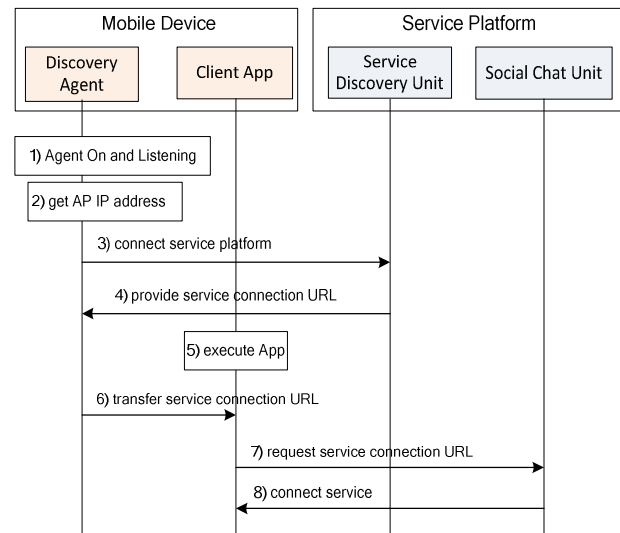 Mobile Device
Service Platform
Discovery
Agent
Client App
Service
Discovery Unit
Social Chat Unit
1) Agent On and Listening
2) get AP IP address
3) connect service platform
4) provide service connection URL
5) execute App
6) transfer service connection URL
7) request service connection URL
8) connect service